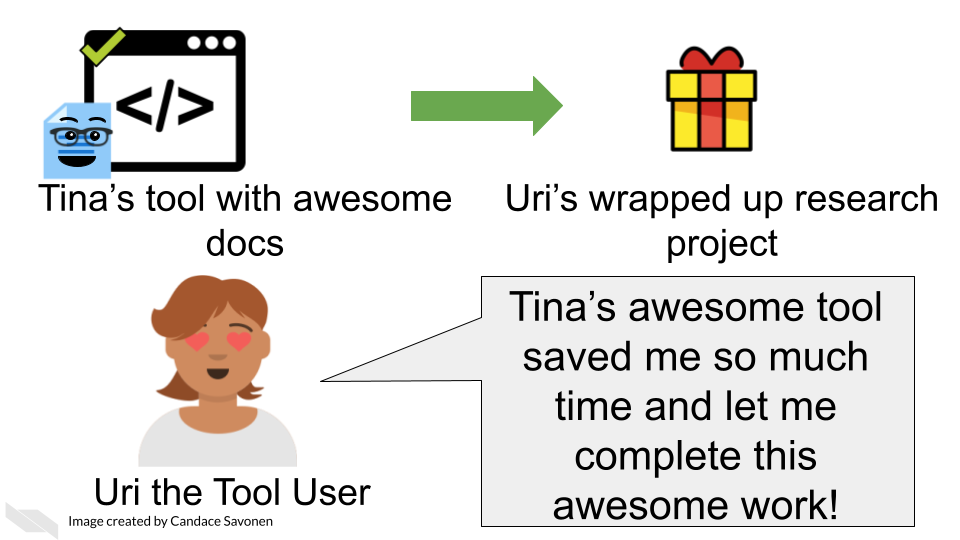 </>
Tina’s tool with awesome
docs
Uri’s wrapped up research
project
Tina’s awesome tool
saved me so much
time and let me
complete this
awesome work!
Uri the Tool User
Image created by Candace Savonen